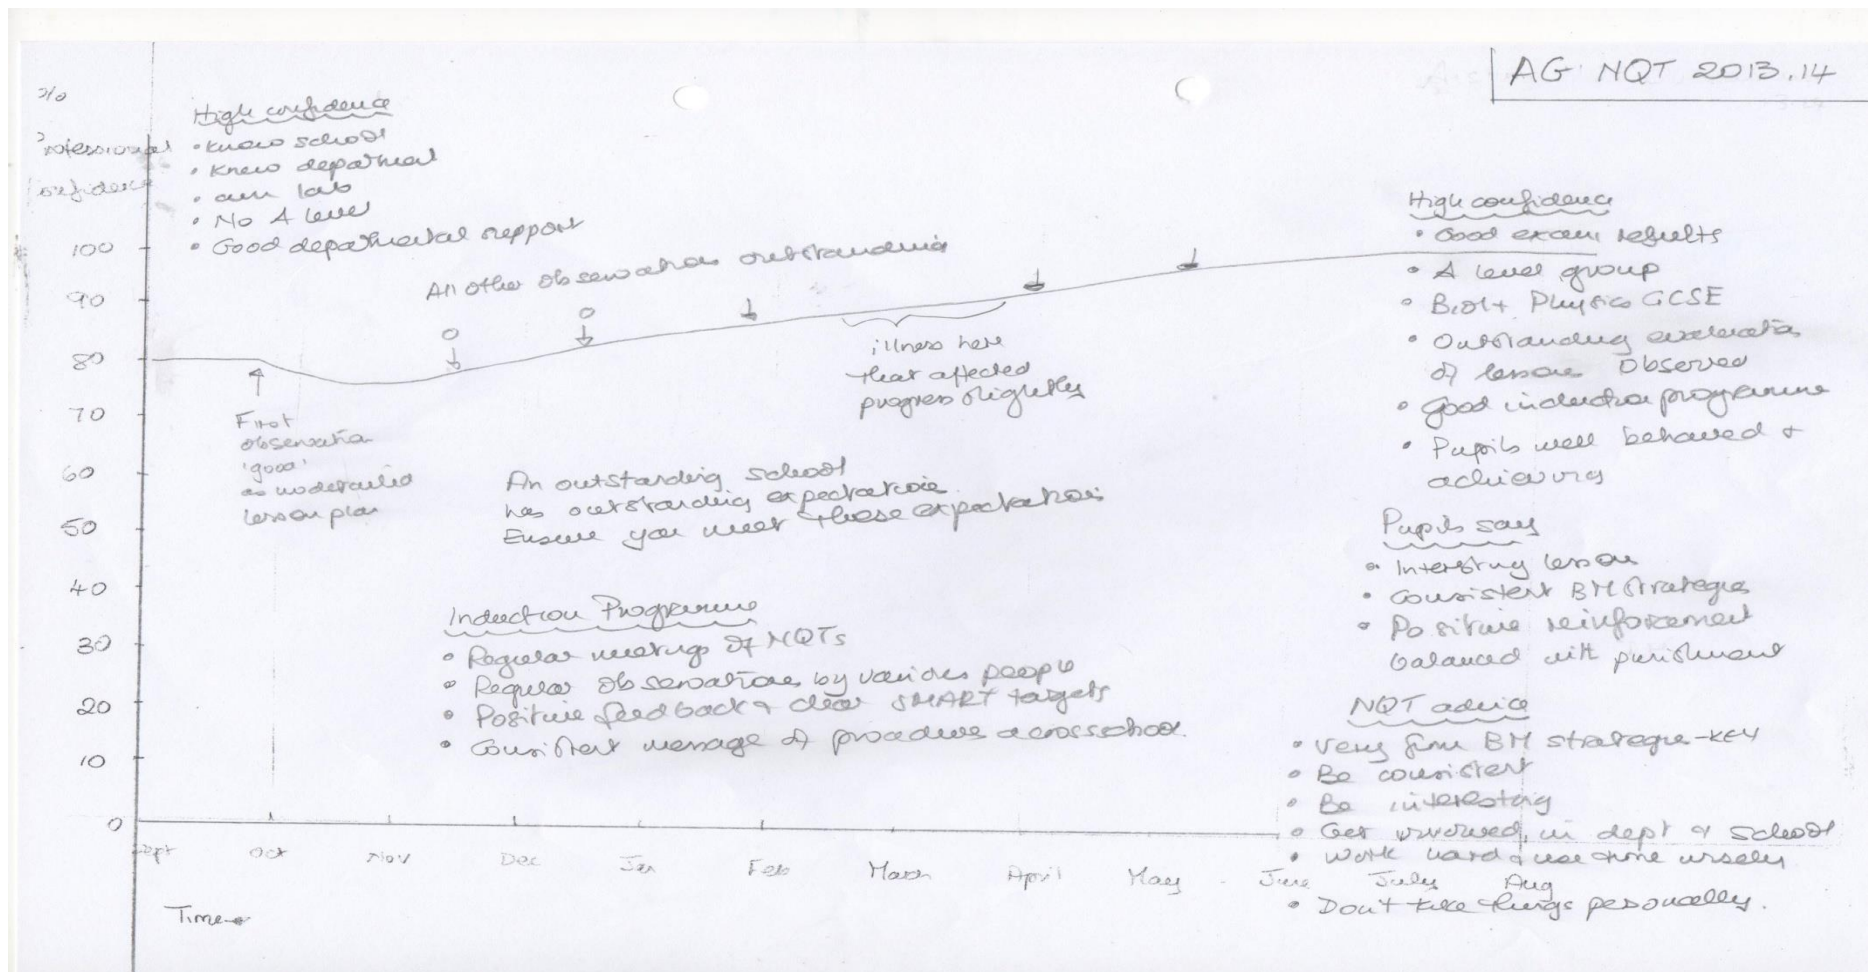 AG NQT 2013.14
%
Professional
Confidence
High confidence
• Know school
• Knew department
• own lab
• No A level
• Good departmental support
All other observations outstanding
100
90
80
70
60
50
40
30
20
10
0
First
observation
'good'
as no detailed
lesson plan
illness here
that affected
progress slightly
An outstanding school
has outstanding expectations.
Ensure you meet these expectations
Induction Programme
• Regular meetings of NQTs
• Regular observations by various people
• Positive feedback & clear SMART targets
• Consistent message of procedures across school.
High confidence
• Good exam results
• A level group
• Biol + Physics GCSE
• Outstanding evaluation
of lessons observed
• Good induction programme
• Pupils well behaved &
achieving
Pupils say
• Interesting lesson
• Consistent BM strategies
• Positive reinforcement
balanced with punishment
NQT advice
• Very firm BM strategies - KEY
• Be consistent
• Be interesting
• Get involved, in dept & school
• Work hard & use time wisely
• Don't take things personally.
Sept Oct Nov Dec Jan Feb March April May June July Aug
Time